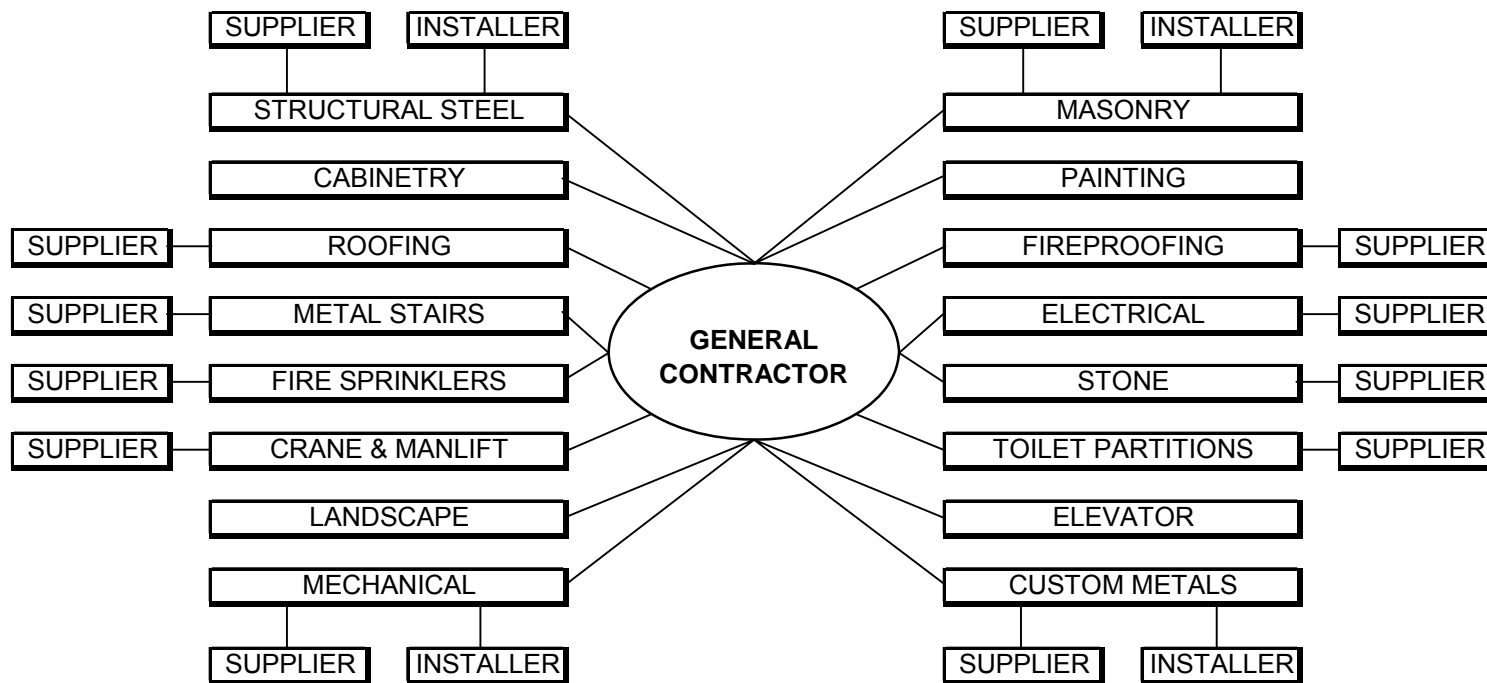 SUPPLIER INSTALLER SUPPLIER INSTALLER
STRUCTURAL STEEL MASONRY
CABINETRY PAINTING
SUPPLIER ROOFING FIREPROOFING SUPPLIER
SUPPLIER METAL STAIRS ELECTRICAL SUPPLIER
GENERAL
CONTRACTOR
SUPPLIER FIRE SPRINKLERS STONE SUPPLIER
SUPPLIER CRANE & MANLIFT TOILET PARTITIONS SUPPLIER
LANDSCAPE ELEVATOR
MECHANICAL CUSTOM METALS
SUPPLIER INSTALLER SUPPLIER INSTALLER